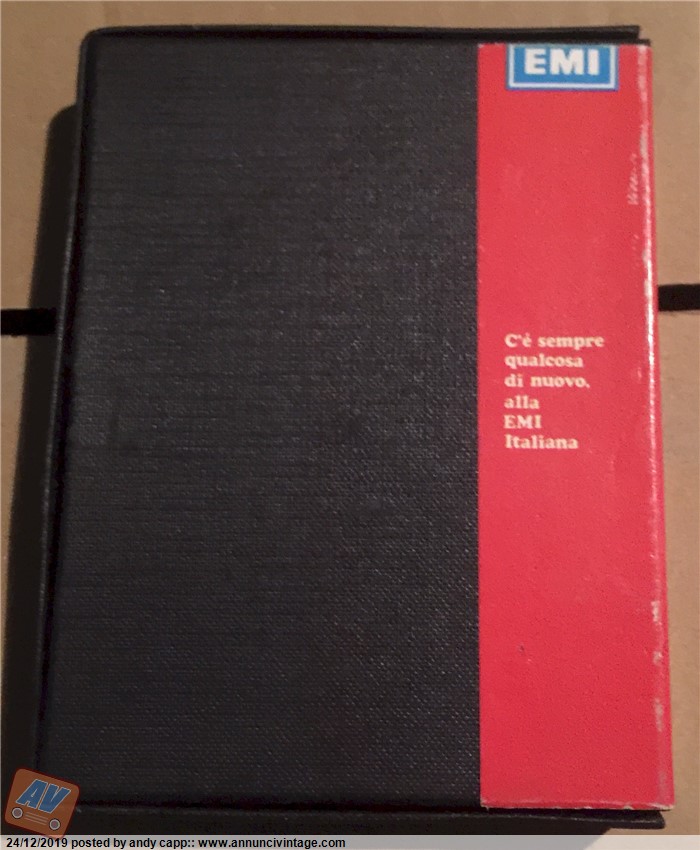 EMI
C'é sempre
qualcosa
di nuovo,
alla
EMI
Italiana
AV
24/12/2019 posted by andy capp:: www.annuncivintage.com